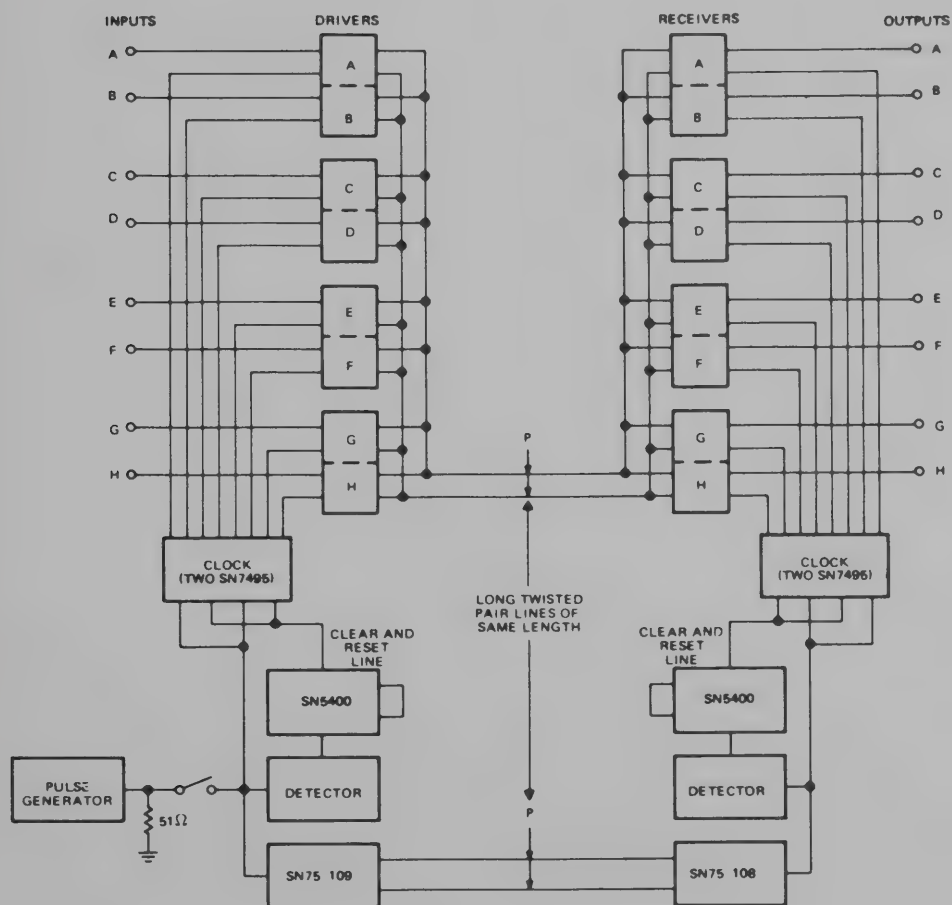 INPUTS
DRIVERS
RECEIVERS
OUTPUTS
A
A
A
A
B
B
B
B
C
C
C
C
D
D
D
D
E
E
E
E
F
F
F
F
G
G
G
G
P
H
H
H
H
CLOCK
(TWO SN7495)
CLOCK
(TWO SN7495)
LONG TWISTED
PAIR LINES OF
SAME LENGTH
CLEAR AND
RESET
LINE
CLEAR AND
RESET
LINE
SN5400
SN5400
PULSE
GENERATOR
51Ω
DETECTOR
DETECTOR
P
SN75 109
SN75 108